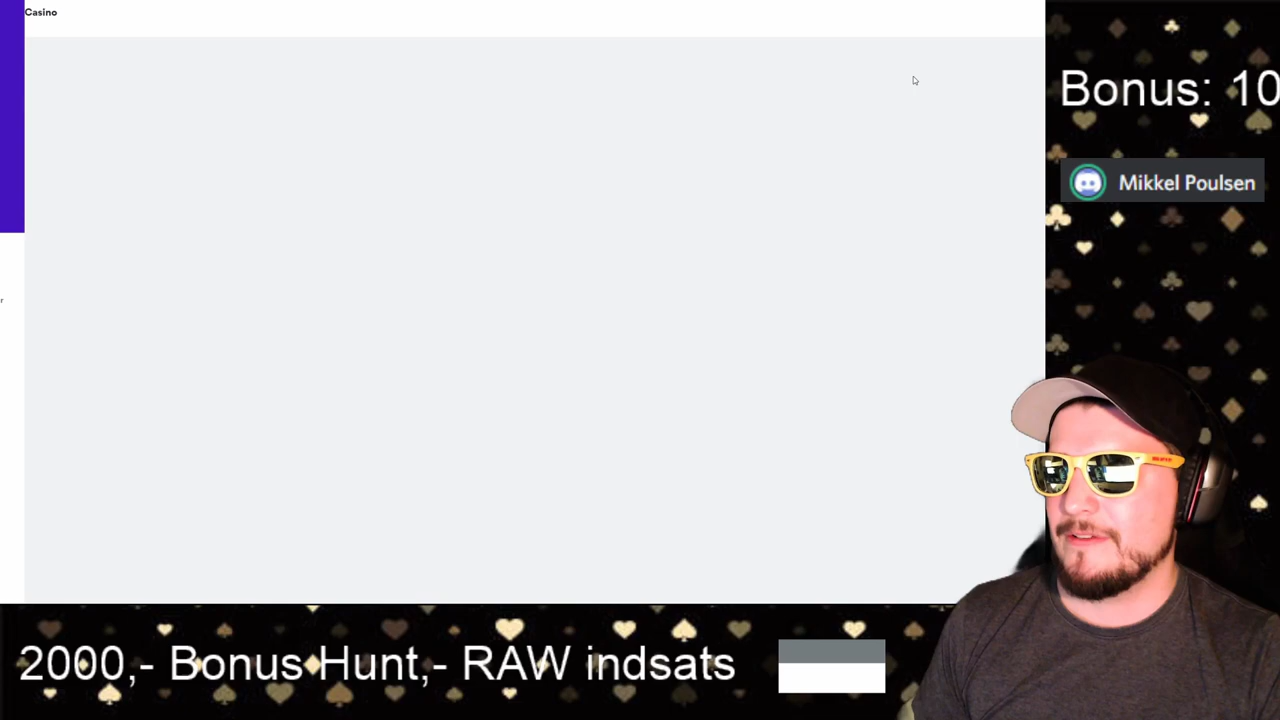 Casino
Bonus: 10
Mikkel Poulsen
r
2000,- Bonus Hunt,- RAW indsats